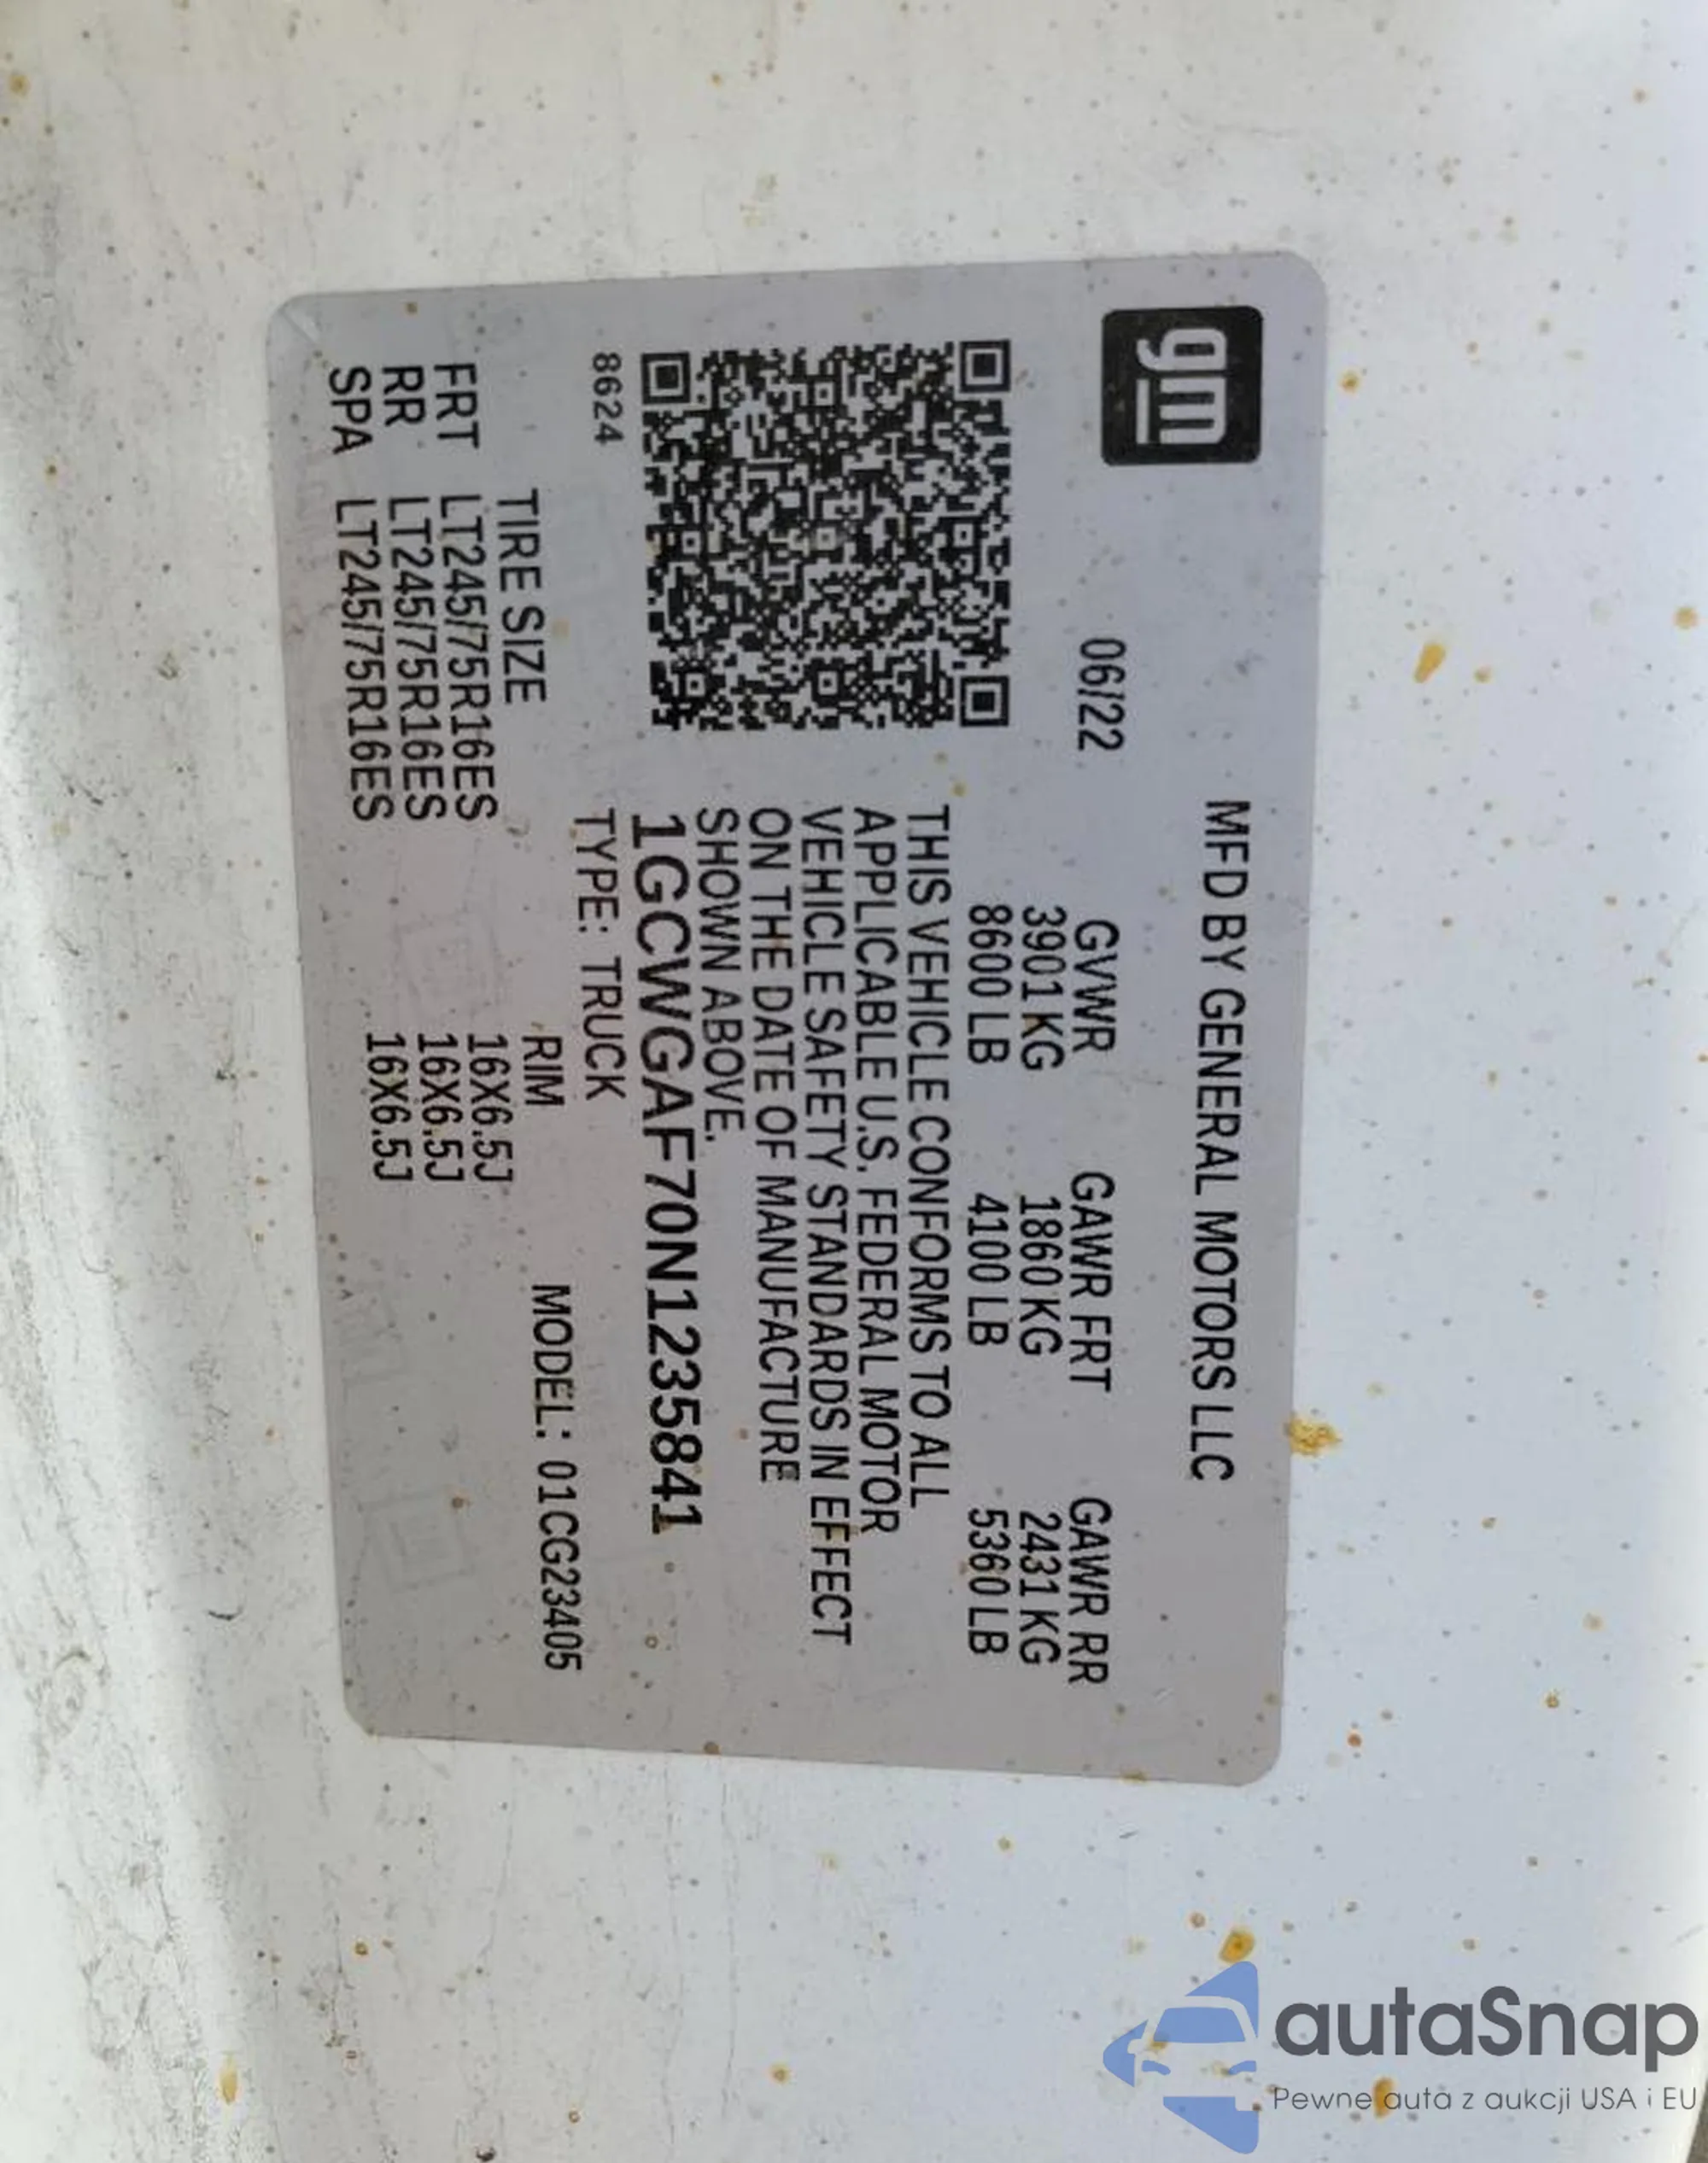 gm
MFD BY GENERAL MOTORS LLC
06/22
GVWR GAWR FRT GAWR RR
3901 KG 1860 KG 2431 KG
8600 LB 4100 LB 5360 LB
THIS VEHICLE CONFORMS TO ALL
APPLICABLE U.S. FEDERAL MOTOR
VEHICLE SAFETY STANDARDS IN EFFECT
ON THE DATE OF MANUFACTURE
SHOWN ABOVE.
1GCWGAF70N1235841
8624
TYPE: TRUCK
MODEL: 01CG23405
TIRE SIZE RIM
FRT LT245/75R16ES 16X6.5J
RR LT245/75R16ES 16X6.5J
SPA LT245/75R16ES 16X6.5J
autaSnap
Pewne auta z aukcji USA i EU